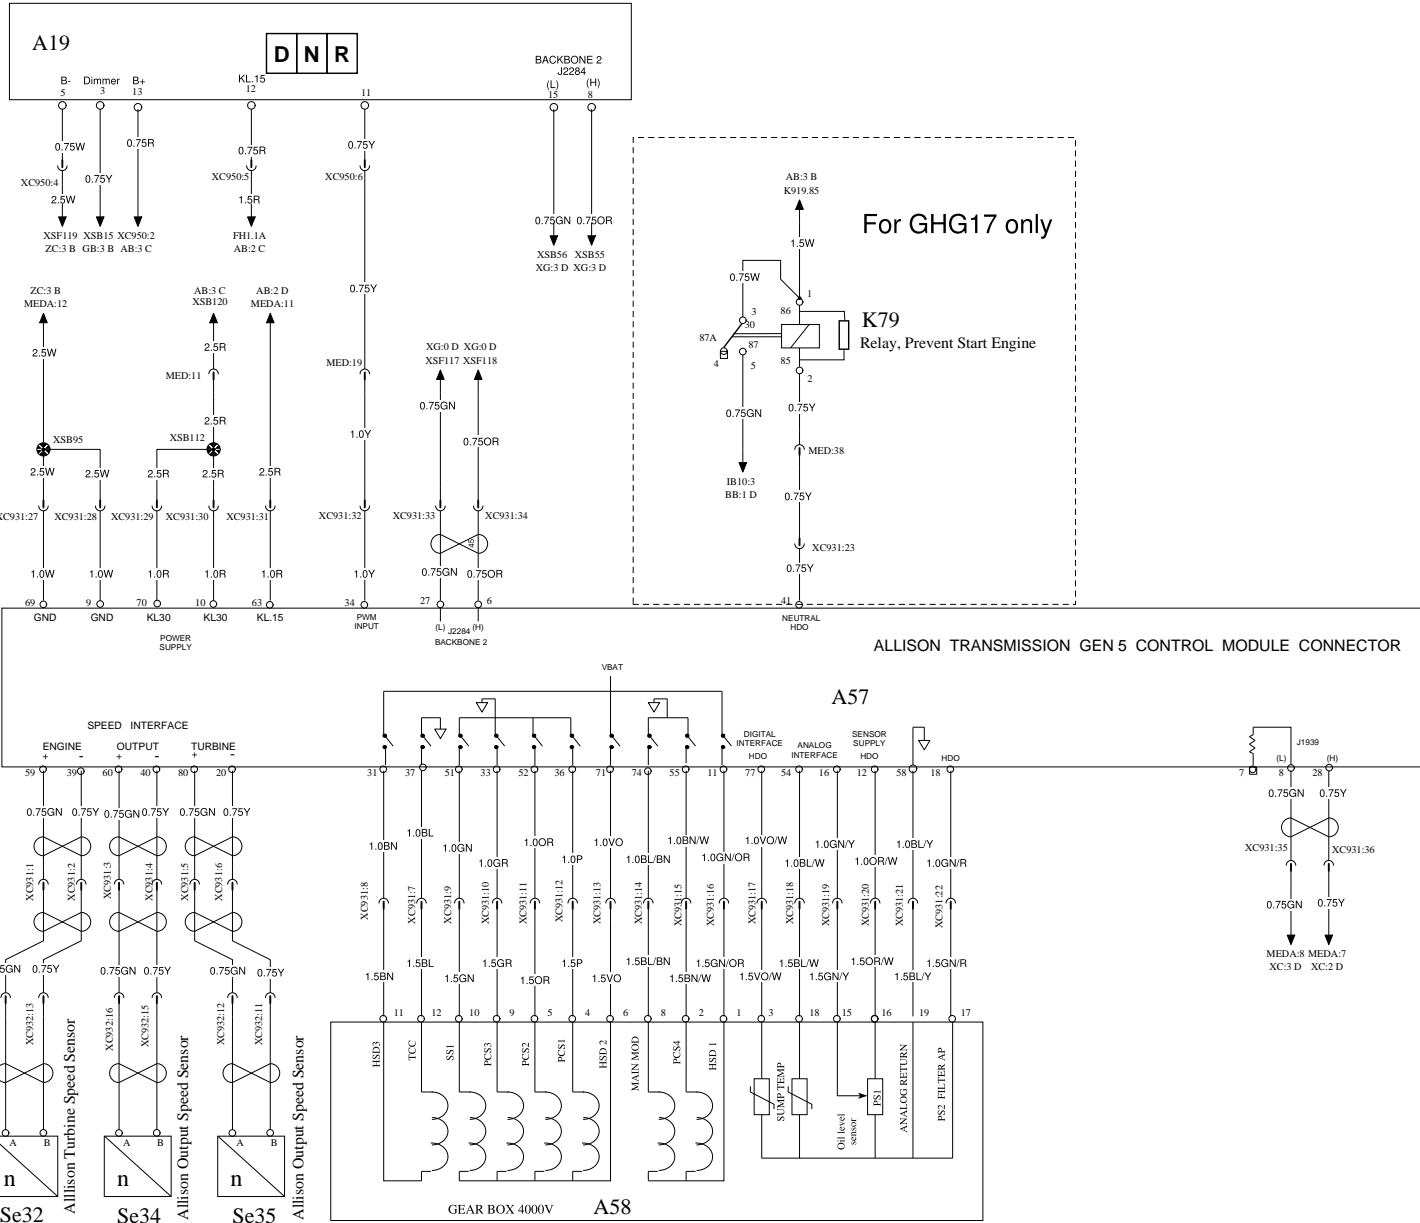 A19
D N R
B- Dimmer B+ KL.15 BACKBONE 2
J2284
(L) (H)
5 3 13 12 11 15 8
0.75W 0.75R 0.75R 0.75Y
XC950:4 0.75Y XC950:5 XC950:6
2.5W 1.5R 0.75GN 0.75OR
XSF119 XSB15 XC950:2 FH1.1A
ZC:3 B GB:3 B AB:3 C AB:2 C
XSB56 XSB55
XG:3 D XG:3 D
AB:3 B
K919.85
For GHG17 only
1.5W
0.75W
1
3 86
30
K79
87A 87
Relay, Prevent Start Engine
4 5 85
2
0.75GN 0.75Y
MED:38
IB10:3
BB:1 D
0.75Y
XC931:23
0.75Y
41
NEUTRAL
HDO
ZC:3 B AB:3 C AB:2 D
MEDA:12 XSB120 MEDA:11
0.75Y
2.5W 2.5R XG:0 D XG:0 D
MED:11 MED:19 XSF117 XSF118
2.5R 0.75GN
XSB95 XSB112 1.0Y 0.75OR
2.5W 2.5W 2.5R 2.5R 2.5R
XC931:27 XC931:28 XC931:29 XC931:30 XC931:31 XC931:32 XC931:33 XC931:34
45
1.0W 1.0W 1.0R 1.0R 1.0R 1.0Y 0.75GN 0.75OR
69 9 70 10 63 34 27 6
GND GND KL30 KL30 KL.15 PWM
INPUT
(L) J2284 (H)
BACKBONE 2
POWER
SUPPLY
ALLISON TRANSMISSION GEN 5 CONTROL MODULE CONNECTOR
VBAT
A57
SPEED INTERFACE
ENGINE OUTPUT TURBINE
+ - + - + -
DIGITAL
INTERFACE
HDO
ANALOG
INTERFACE
SENSOR
SUPPLY
HDO
HDO
J1939
(L) (H)
59 39 60 40 80 20 31 37 51 33 52 36 71 74 55 11 77 54 16 12 58 18 7 8 28
0.75GN 0.75Y 0.75GN 0.75Y 0.75GN 0.75Y
0.75GN 0.75Y
1.0BN 1.0BL 1.0GN 1.0GR 1.0OR 1.0P 1.0VO 1.0BL/BN 1.0BN/W 1.0GN/OR 1.0VO/W 1.0BL/W 1.0GN/Y 1.0OR/W 1.0BL/Y 1.0GN/R
XC931:35 XC931:36
XC931:1 XC931:2 XC931:3 XC931:4 XC931:5 XC931:6
XC931:8 XC931:7 XC931:9 XC931:10 XC931:11 XC931:12 XC931:13 XC931:14 XC931:15 XC931:16 XC931:17 XC931:18 XC931:19 XC931:20 XC931:21 XC931:22
0.75GN 0.75Y
MEDA:8 MEDA:7
XC:3 D XC:2 D
5GN 0.75Y 0.75GN 0.75Y 0.75GN 0.75Y
1.5BN 1.5BL 1.5GN 1.5GR 1.5OR 1.5P 1.5VO 1.5BL/BN 1.5BN/W 1.5GN/OR 1.5VO/W 1.5BL/W 1.5GN/Y 1.5O:R/W 1.5BL/Y 1.5GN/R
XC932:13 XC932:16 XC932:15 XC932:12 XC932:11
11 12 10 9 5 4 6 8 2 1 3 18 15 16 19 17
HSD3 TCC SS1 PCS3 PCS2 PCS1 HSD 2 MAIN MOD PCS4 HSD 1 SUMP TEMP PS1 ANALOG RETURN PS2 FILTER AP
Oil level
sensor
A B A B A B
n n n
Alllison Turbine Speed Sensor
Allison Output Speed Sensor
Allison Output Speed Sensor
Se32 Se34 Se35
GEAR BOX 4000V A58